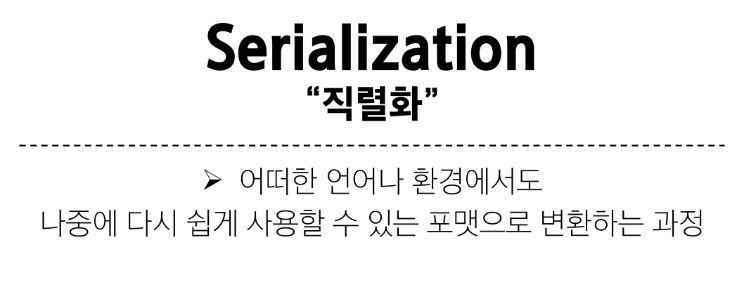 Serialization
“직렬화”
➢ 어떠한 언어나 환경에서도
나중에 다시 쉽게 사용할 수 있는 포맷으로 변환하는 과정